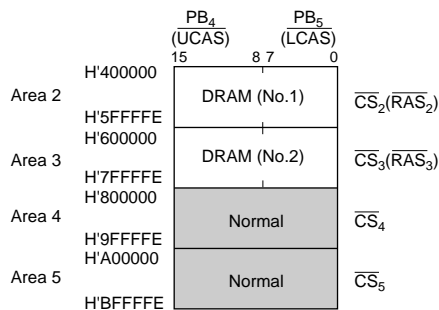 PB4 PB5
(UCAS) (LCAS)
15 8 7 0
H'400000
Area 2 DRAM (No.1) CS2(RAS2)
H'5FFFFE
H'600000
Area 3 DRAM (No.2) CS3(RAS3)
H'7FFFFE
H'800000
Area 4 Normal CS4
H'9FFFFE
H'A00000
Area 5 Normal CS5
H'BFFFFE